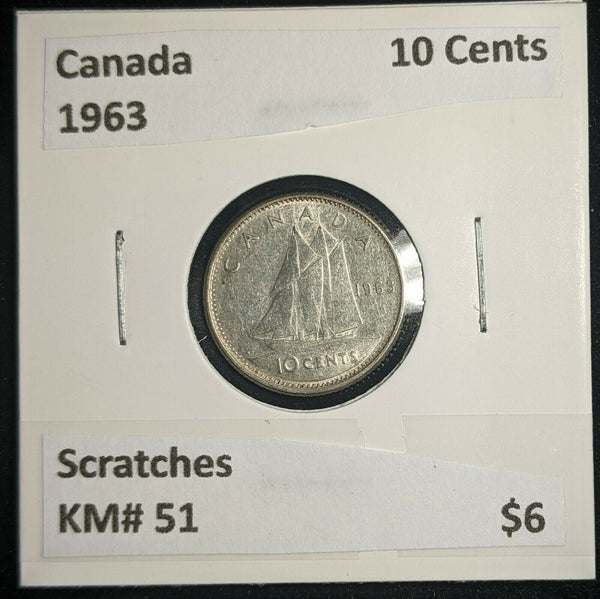 Canada 10 Cents
1963
CANADA
1963
10 CENTS
Scratches
KM# 51 $6